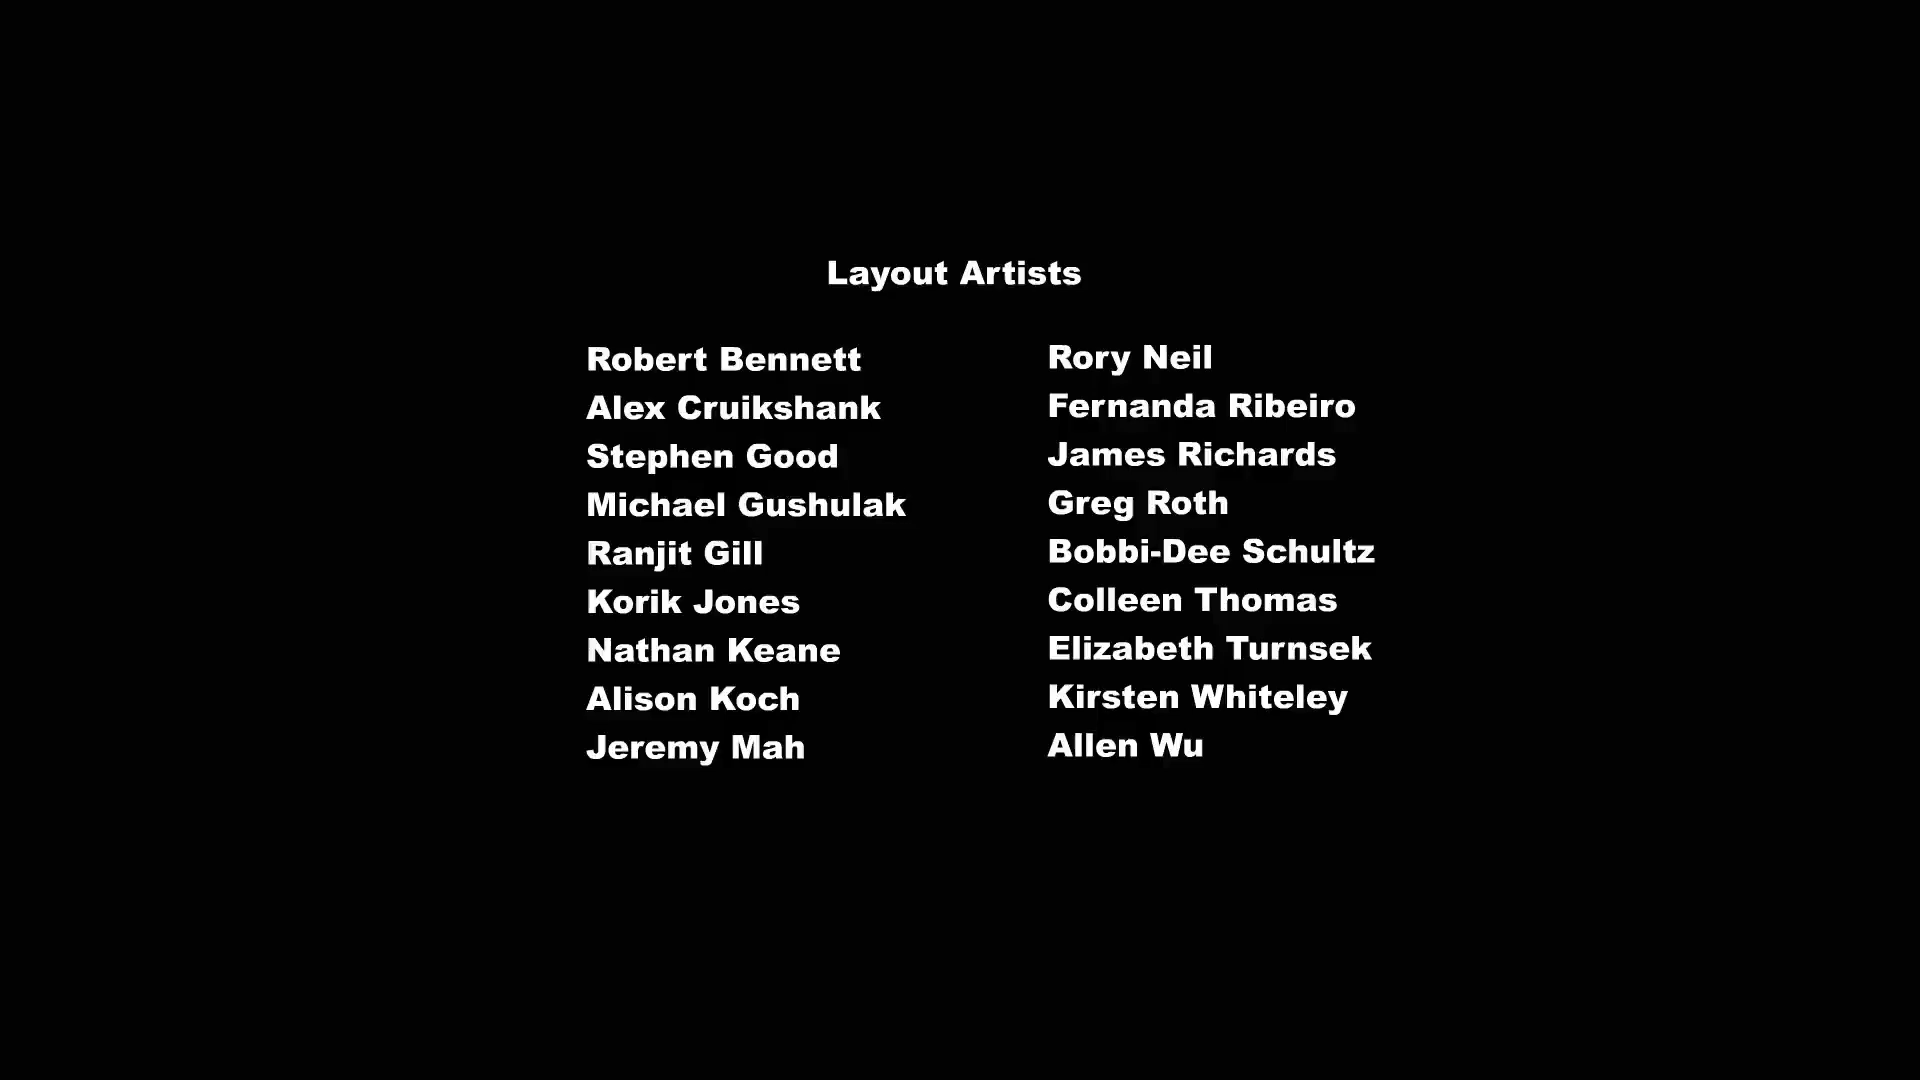 Layout Artists
Robert Bennett
Alex Cruikshank
Stephen Good
Michael Gushulak
Ranjit Gill
Korik Jones
Nathan Keane
Alison Koch
Jeremy Mah
Rory Neil
Fernanda Ribeiro
James Richards
Greg Roth
Bobbi-Dee Schultz
Colleen Thomas
Elizabeth Turnsek
Kirsten Whiteley
Allen Wu